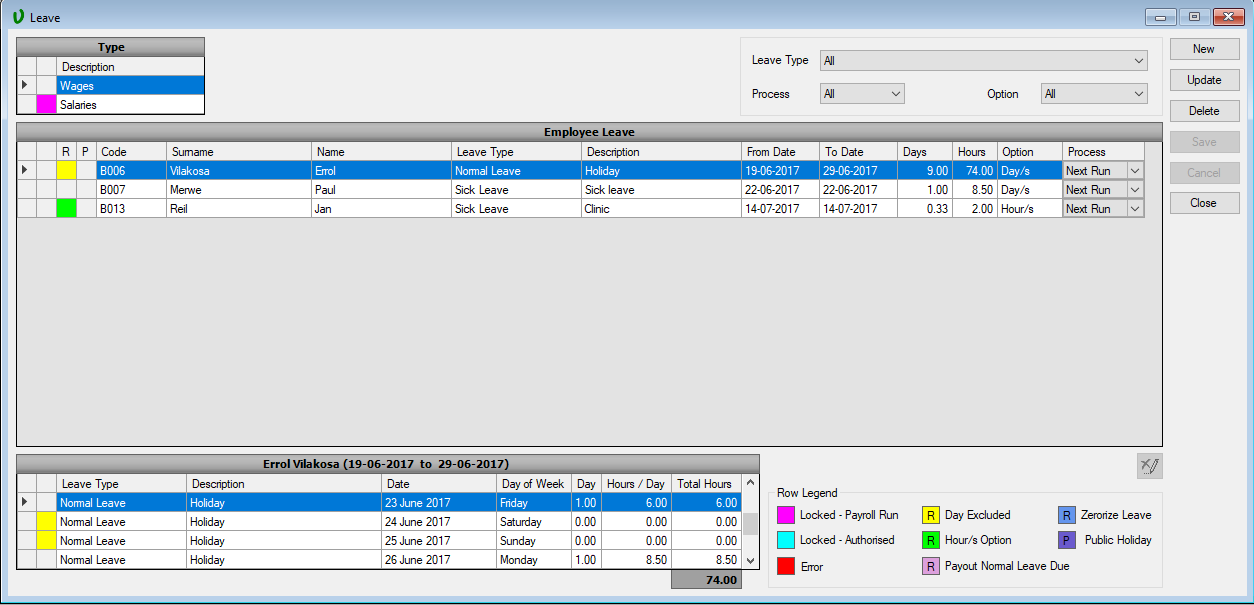 Leave
Type
Description
Wages
Salaries
Leave Type All
Process All Option All
New
Update
Delete
Save
Cancel
Close
Employee Leave
R P Code Surname Name Leave Type Description From Date To Date Days Hours Option Process
B006 Vilakosa Errol Normal Leave Holiday 19-06-2017 29-06-2017 9.00 74.00 Day/s Next Run
B007 Merwe Paul Sick Leave Sick leave 22-06-2017 22-06-2017 1.00 8.50 Day/s Next Run
B013 Reil Jan Sick Leave Clinic 14-07-2017 14-07-2017 0.33 2.00 Hour/s Next Run
Errol Vilakosa (19-06-2017 to 29-06-2017)
Leave Type Description Date Day of Week Day Hours / Day Total Hours
Normal Leave Holiday 23 June 2017 Friday 1.00 6.00 6.00
Normal Leave Holiday 24 June 2017 Saturday 0.00 0.00 0.00
Normal Leave Holiday 25 June 2017 Sunday 0.00 0.00 0.00
Normal Leave Holiday 26 June 2017 Monday 1.00 8.50 8.50
74.00
Row Legend
Locked - Payroll Run R Day Excluded R Zerorize Leave
Locked - Authorised R Hour/s Option P Public Holiday
Error R Payout Normal Leave Due